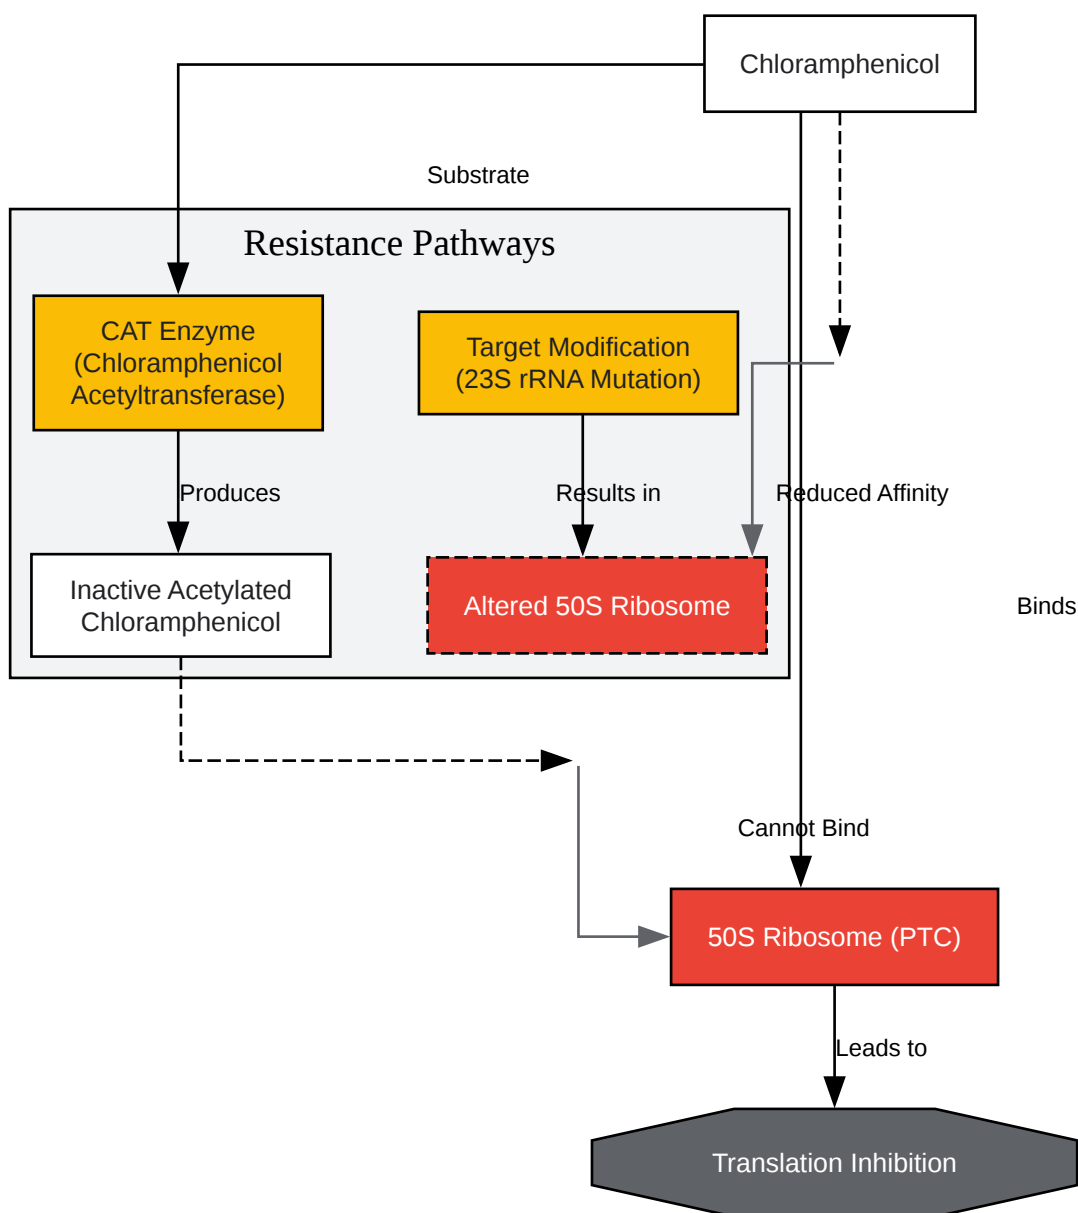 Chloramphenicol
Substrate
Resistance Pathways
CAT Enzyme
(Chloramphenicol
Acetyltransferase)
Target Modification
(23S rRNA Mutation)
Produces
Results in
Reduced Affinity
Inactive Acetylated
Chloramphenicol
Altered 50S Ribosome
Binds
Cannot Bind
50S Ribosome (PTC)
Leads to
Translation Inhibition